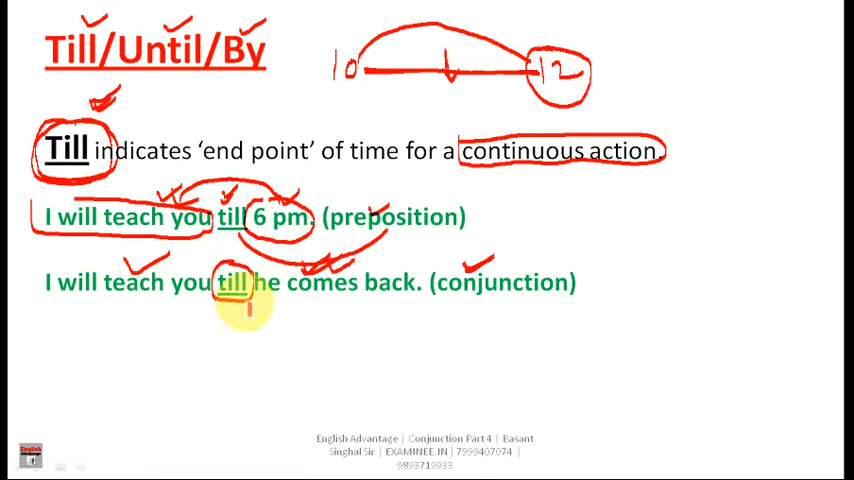 Till/Until/By
10 12
Till indicates ‘end point’ of time for a continuous action.
I will teach you till 6 pm. (preposition)
I will teach you till he comes back. (conjunction)
English Advantage | Conjunction Part 4 | Basant
Singhal Sir | EXAMINEE.IN | 7999407074 |
9893719933
English